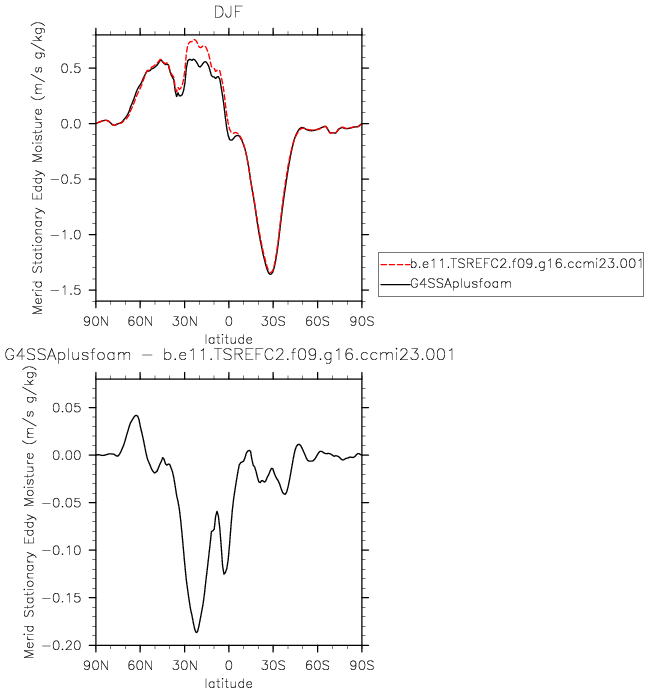 DJF
Merid Stationary Eddy Moisture (m/s g/kg)
0.5
0.0
−0.5
−1.0
−1.5
90N 60N 30N 0 30S 60S 90S
latitude
b.e11.TSREFC2.f09.g16.ccmi23.001
G4SSAplusfoam
G4SSAplusfoam − b.e11.TSREFC2.f09.g16.ccmi23.001
Merid Stationary Eddy Moisture (m/s g/kg)
0.05
0.00
−0.05
−0.10
−0.15
−0.20
90N 60N 30N 0 30S 60S 90S
latitude